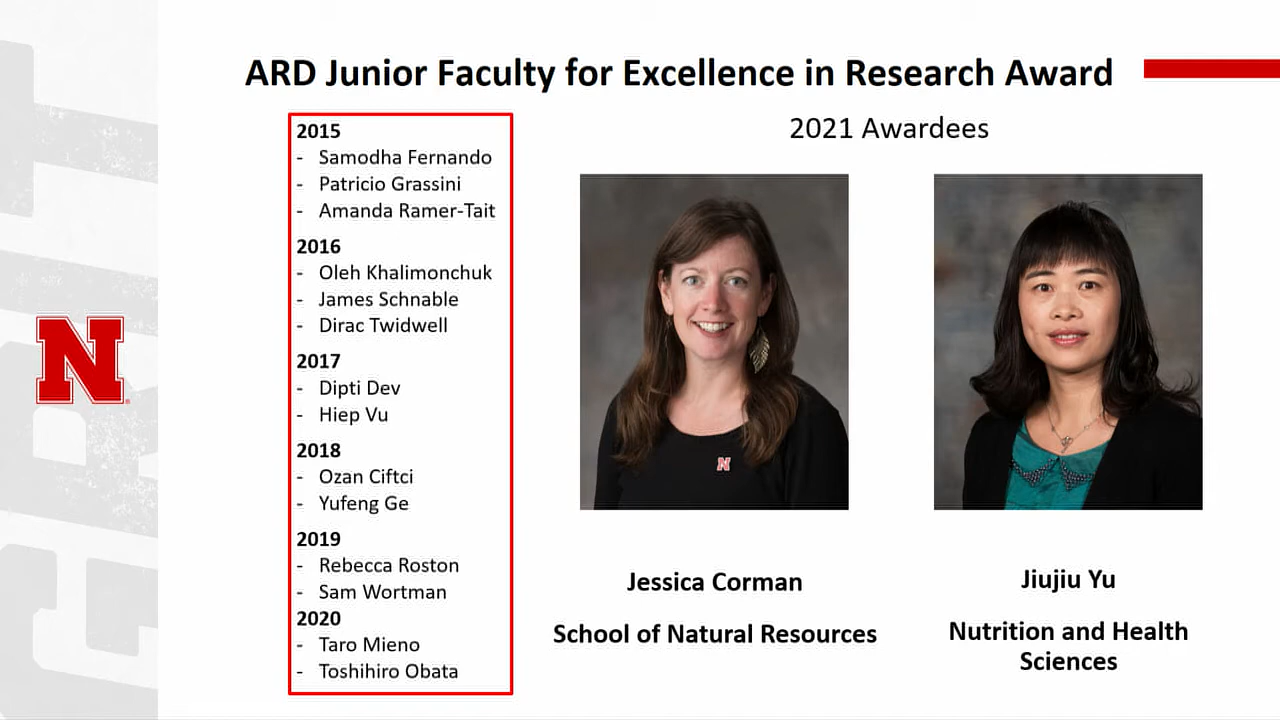 ARD Junior Faculty for Excellence in Research Award
2015
- Samodha Fernando
- Patricio Grassini
- Amanda Ramer-Tait
2016
- Oleh Khalimonchuk
- James Schnable
- Dirac Twidwell
2017
- Dipti Dev
- Hiep Vu
2018
- Ozan Ciftci
- Yufeng Ge
2019
- Rebecca Roston
- Sam Wortman
2020
- Taro Mieno
- Toshihiro Obata
2021 Awardees
N
Jessica Corman
School of Natural Resources
Jiujiu Yu
Nutrition and Health
Sciences
N
GRIT